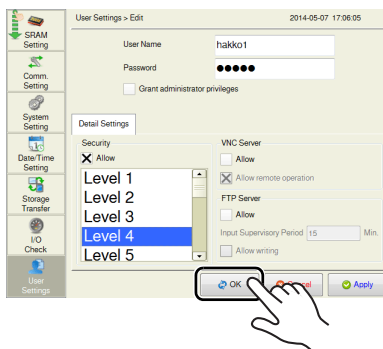 User Settings > Edit
2014-05-07 17:06:05
SRAM
Setting
Comm.
Setting
System
Setting
Date/Time
Setting
Storage
Transfer
I/O
Check
User
Settings
User Name
hakko1
Password
●●●●●
Grant administrator privileges
Detail Settings
Security
Allow
Level 1
Level 2
Level 3
Level 4
Level 5
VNC Server
Allow
Allow remote operation
FTP Server
Allow
Input Supervisory Period 15 Min.
Allow writing
OK
Cancel
Apply